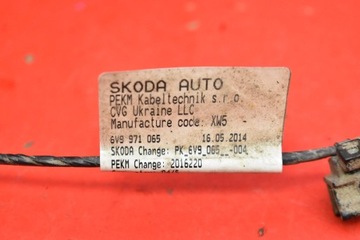 SKODA AUTO
PEKM Kabeltechnik s.r.o.
CVG Ukraine LLC
Manufacture code: XW5 -
6V9 971 065 16.05.2014
SKODA Change: PK_6V9_065__-004
PEKM Change: 2016220